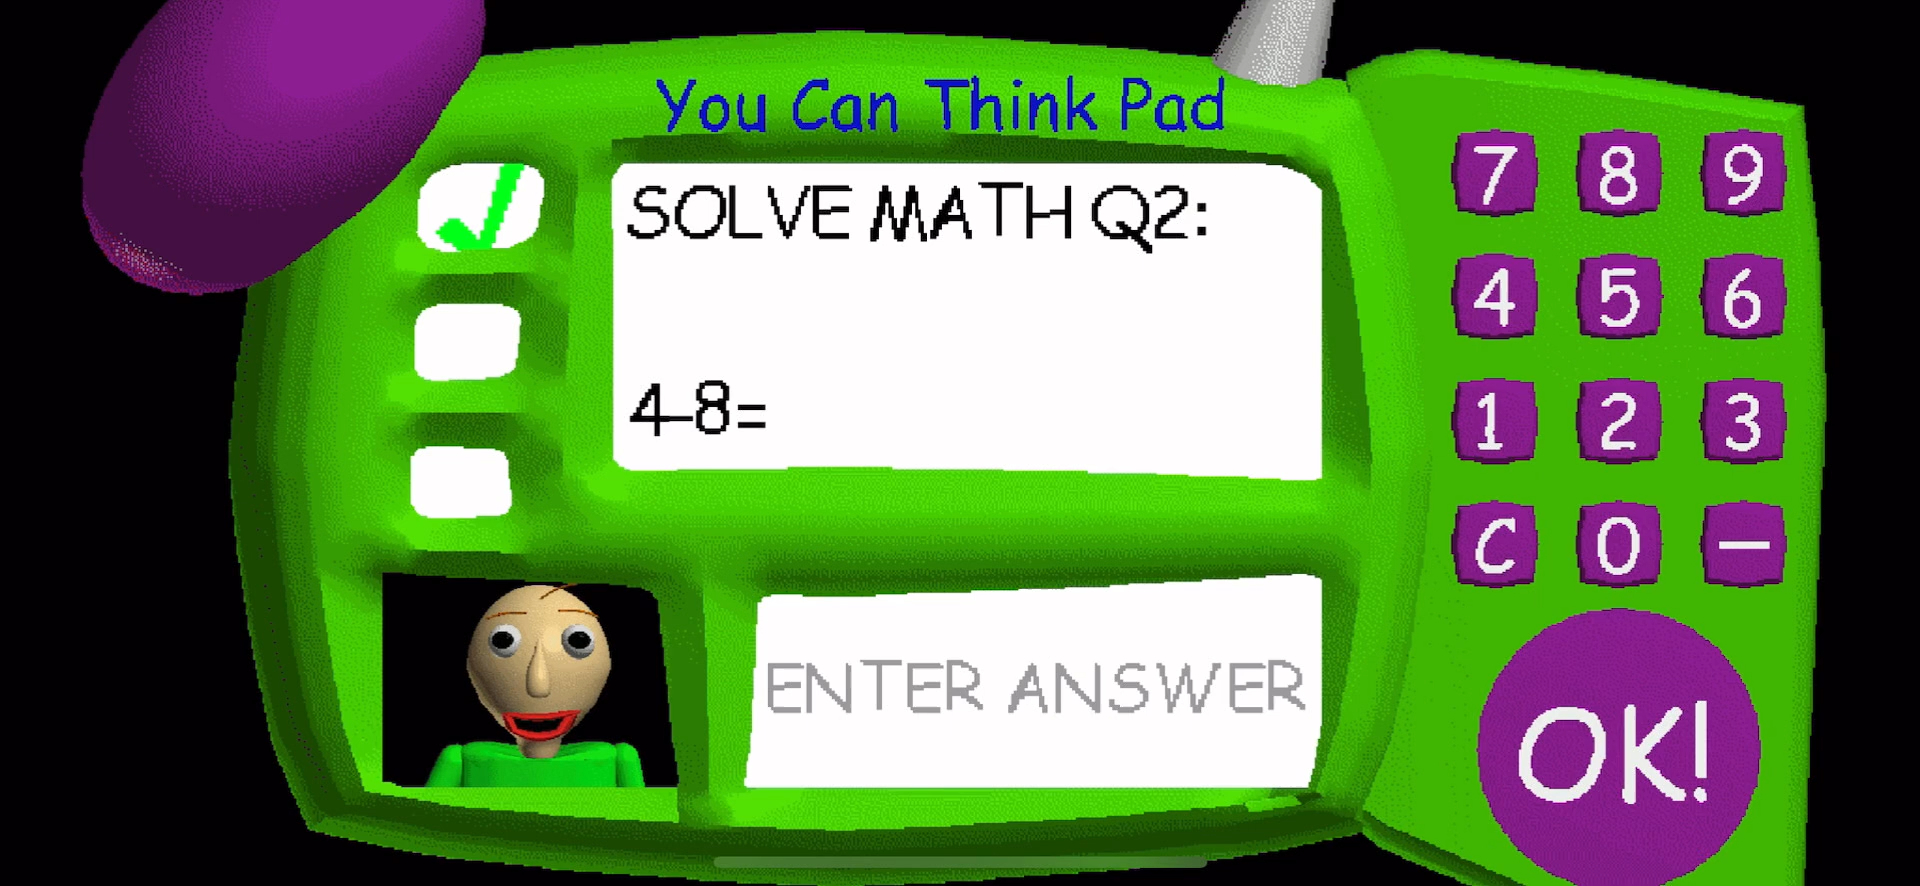 You Can Think Pad
SOLVE MATH Q2:
4-8=
ENTER ANSWER
7 8 9
4 5 6
1 2 3
C 0 -
OK!